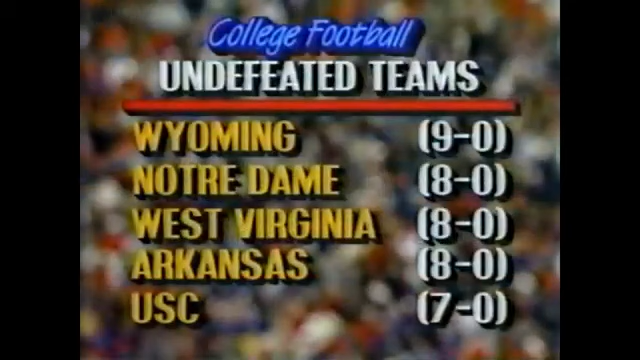 College Football
UNDEFEATED TEAMS
WYOMING (9-0)
NOTRE DAME (8-0)
WEST VIRGINIA (8-0)
ARKANSAS (8-0)
USC (7-0)